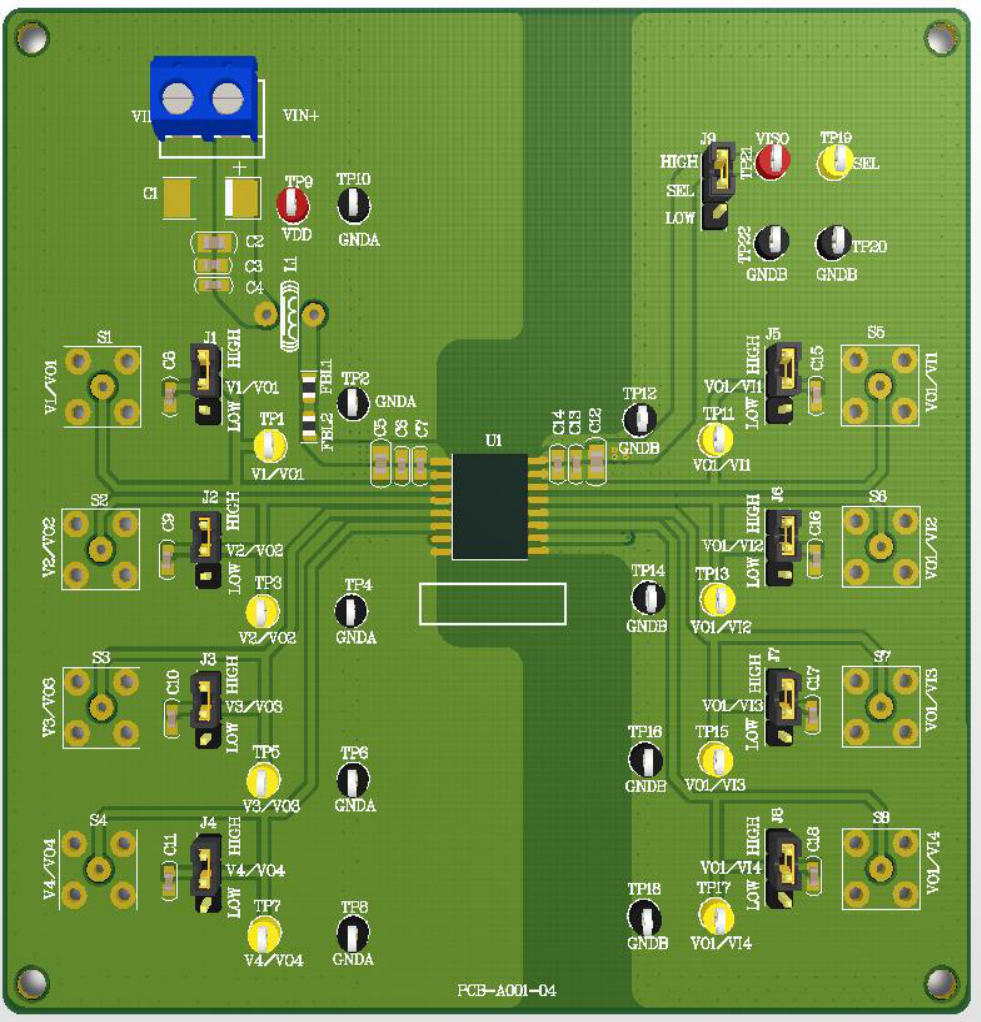 VIN+
+
C1
TP9
VDD
TP10
GNDA
C2
C3
C4
L1
J9
HIGH
SEL
LOW
TP21
VISO
TP19
SEL
TP22
GNDB
TP20
GNDB
S1
V1/VO1
C8
J1
HIGH
V1/VO1
LOW
TP1
V1/VO1
FBL1
FBL2
TP2
GNDA
C5
C6
C7
U1
C14
C13
C12
TP12
GNDB
TP11
VO1/VI1
J5
HIGH
VO1/VI1
LOW
C15
S5
VO1/VI1
S2
V2/VO2
C9
J2
HIGH
V2/VO2
LOW
TP3
V2/VO2
TP4
GNDA
TP14
GNDB
TP13
VO1/VI2
J6
HIGH
VO1/VI2
LOW
C16
S6
VO1/VI2
S3
V3/VO3
C10
J3
HIGH
V3/VO3
LOW
TP5
V3/VO3
TP6
GNDA
TP16
GNDB
TP15
VO1/VI3
J7
HIGH
VO1/VI3
LOW
C17
S7
VO1/VI3
S4
V4/VO4
C11
J4
HIGH
V4/VO4
LOW
TP7
V4/VO4
TP8
GNDA
TP18
GNDB
TP17
VO1/VI4
J8
HIGH
VO1/VI4
LOW
C18
S8
VO1/VI4
PCB-A001-04